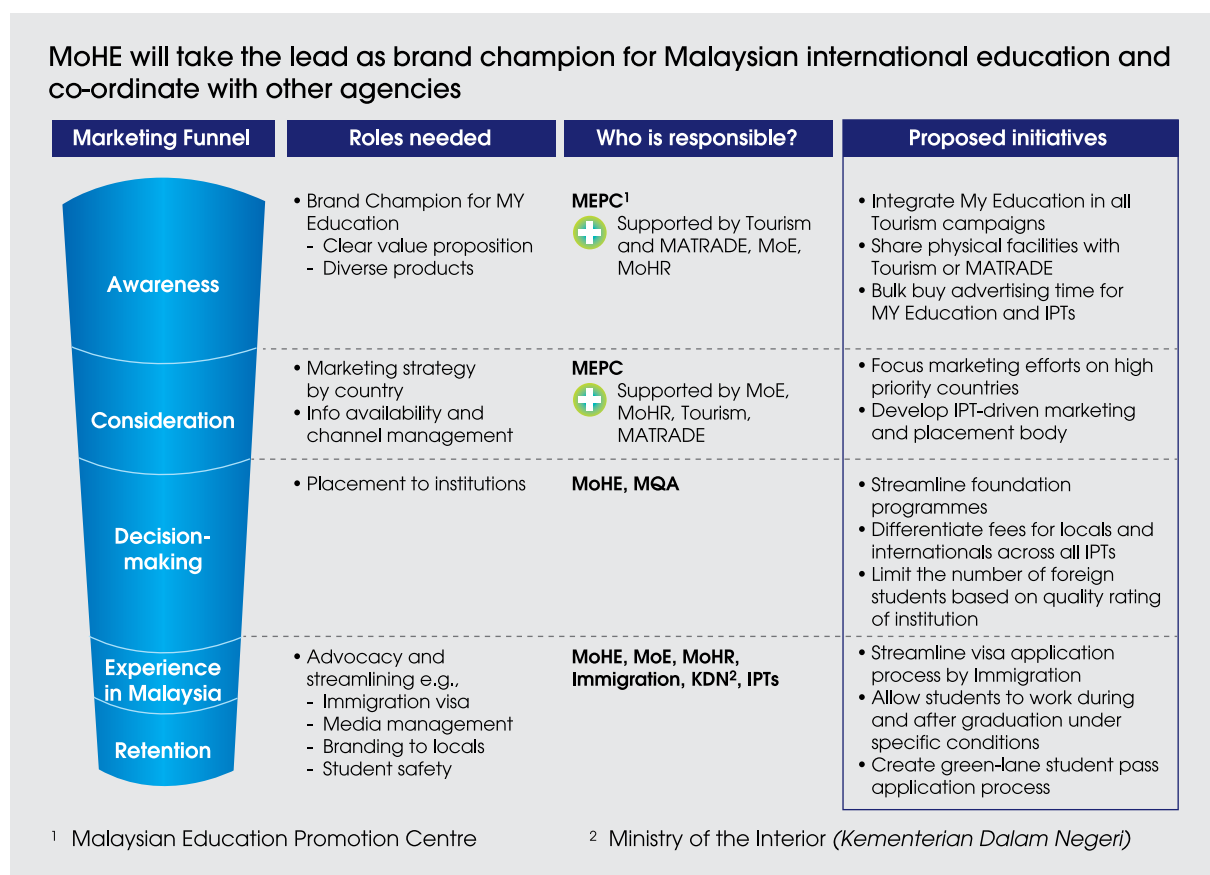 MoHE will take the lead as brand champion for Malaysian international education and
co-ordinate with other agencies
Marketing Funnel
Roles needed
Who is responsible?
Proposed initiatives
Awareness
• Brand Champion for MY
Education
- Clear value proposition
- Diverse products
MEPC¹
Supported by Tourism
and MATRADE, MoE,
MoHR
• Integrate My Education in all
Tourism campaigns
• Share physical facilities with
Tourism or MATRADE
• Bulk buy advertising time for
MY Education and IPTs
Consideration
• Marketing strategy
by country
• Info availability and
channel management
MEPC
Supported by MoE,
MoHR, Tourism,
MATRADE
• Focus marketing efforts on high
priority countries
• Develop IPT-driven marketing
and placement body
Decision-
making
• Placement to institutions
MoHE, MQA
• Streamline foundation
programmes
• Differentiate fees for locals and
internationals across all IPTs
• Limit the number of foreign
students based on quality rating
of institution
Experience
in Malaysia
Retention
• Advocacy and
streamlining e.g.,
- Immigration visa
- Media management
- Branding to locals
- Student safety
MoHE, MoE, MoHR,
Immigration, KDN², IPTs
• Streamline visa application
process by Immigration
• Allow students to work during
and after graduation under
specific conditions
• Create green-lane student pass
application process
¹ Malaysian Education Promotion Centre
² Ministry of the Interior (Kementerian Dalam Negeri)